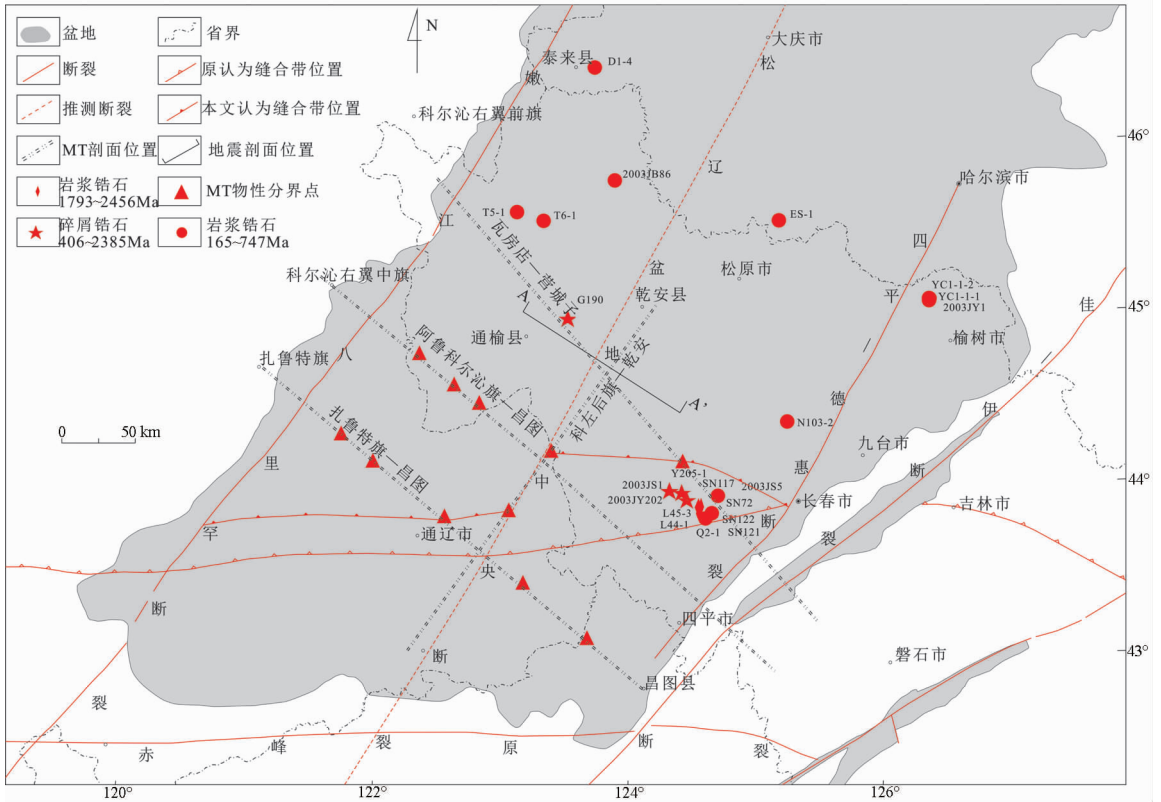 盆地
省界
断裂
原认为缝合带位置
推测断裂
本文认为缝合带位置
MT剖面位置
地震剖面位置
岩浆锆石
1793~2456Ma
MT物性分界点
碎屑锆石
406~2385Ma
岩浆锆石
165~747Ma
N
0 50 km
大庆市
泰来县
D1-4
科尔沁右翼前旗
2003JB86
哈尔滨市
T5-1
T6-1
ES-1
科尔沁右翼中旗
瓦房店—营城子
松原市
乾安县
G190
A
A'
YC1-1-2
YC1-1-1
2003JY1
榆树市
通榆县
扎鲁特旗
阿鲁科尔沁旗—昌图
科左后旗—乾安
扎鲁特旗—昌图
N103-2
九台市
Y205-1
SN117
2003JS1
2003JS5
2003JY202
SN72
L45-3
L44-1
SN122
Q2-1
SN121
长春市
吉林市
通辽市
四平市
磐石市
昌图县
嫩江八里罕断裂
松辽盆地中央断裂
四平—德惠断裂
佳—伊断裂
赤峰原断裂
46°
45°
44°
43°
120°
122°
124°
126°